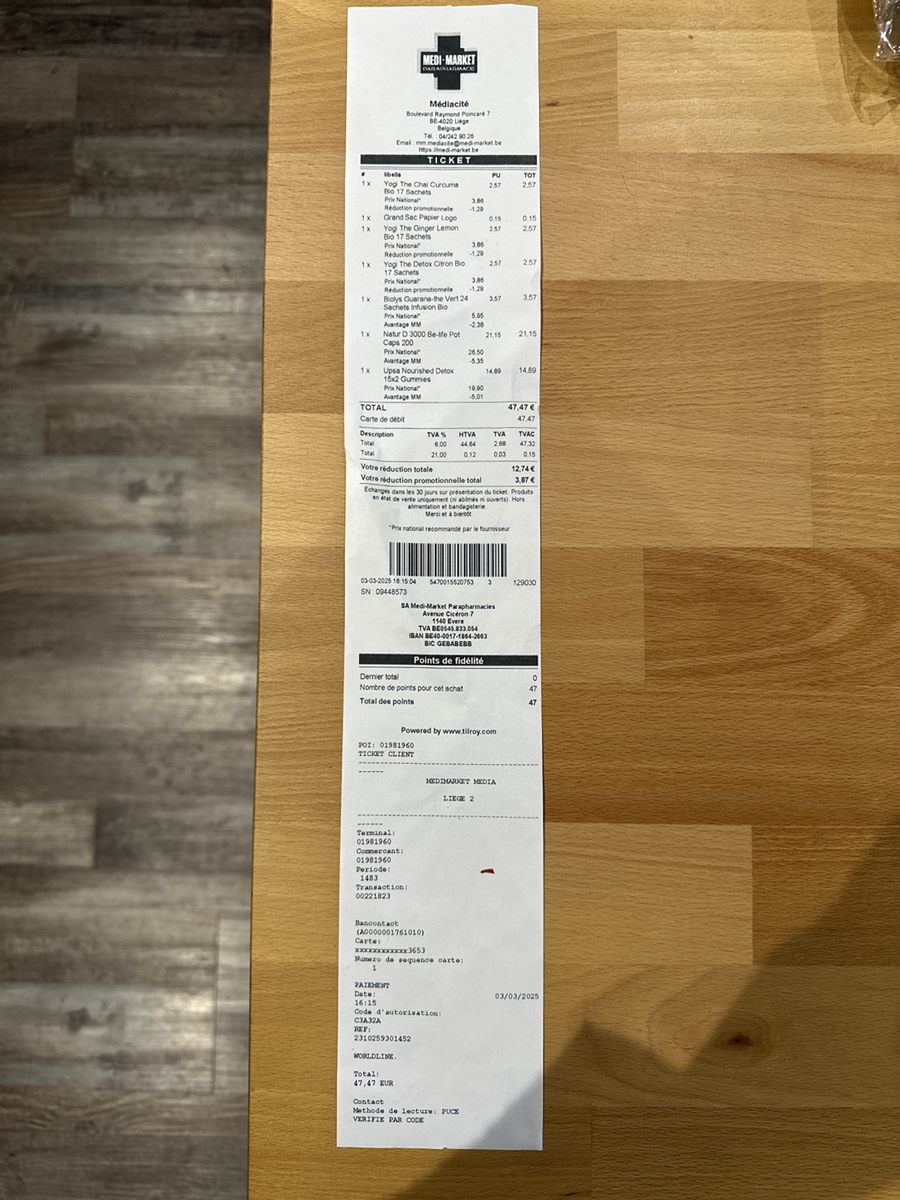 MEDI-MARKET
PARAPHARMACIE
Médiacité
Boulevard Raymond Poincaré 7
BE-4020 Liège
Belgique
Tél. : 04/242.90.26
Email : mm.mediacite@medi-market.be
https://medi-market.be
TICKET
# libellé PU TOT
1 x Yogi The Chai Curcuma 2,57 2,57
Bio 17 Sachets
Prix National* 3,86
Réduction promotionnelle -1,29
1 x Grand Sac Papier Logo 0,15 0,15
1 x Yogi The Ginger Lemon 2,57 2,57
Bio 17 Sachets
Prix National* 3,86
Réduction promotionnelle -1,29
1 x Yogi The Detox Citron Bio 2,57 2,57
17 Sachets
Prix National* 3,86
Réduction promotionnelle -1,29
1 x Biolys Guarana-the Vert 24 3,57 3,57
Sachets Infusion Bio
Prix National* 5,95
Avantage MM -2,38
1 x Natur D 3000 Be-life Pot 21,15 21,15
Caps 200
Prix National* 26,50
Avantage MM -5,35
1 x Upsa Nourished Detox 14,89 14,89
15x2 Gummies
Prix National* 19,90
Avantage MM -5,01
TOTAL 47,47 €
Carte de débit 47,47
Description TVA % HTVA TVA TVAC
Total 6,00 44,64 2,68 47,32
Total 21,00 0,12 0,03 0,15
Votre réduction totale 12,74 €
Votre réduction promotionnelle total 3,87 €
Echanges dans les 30 jours sur présentation du ticket. Produits
en état de vente uniquement (ni abîmés ni ouverts). Hors
alimentation et bandagisterie.
Merci et à bientôt
*Prix national recommandé par le fournisseur
03-03-2025 16:15:04 5470015520753 3 129030
SN : 09448573
SA Medi-Market Parapharmacies
Avenue Cicéron 7
1140 Evere
TVA BE0545.833.054
IBAN BE40-0017-1884-2663
BIC GEBABEBB
Points de fidélité
Dernier total 0
Nombre de points pour cet achat 47
Total des points 47
Powered by www.tilroy.com
POI: 01981960
TICKET CLIENT
------------------------------------
------
MEDIMARKET MEDIA
LIEGE 2
------------------------------------
------
Terminal:
01981960
Commercant:
01981960
Periode:
1483
Transaction:
00221823
Bancontact
(A0000001761010)
Carte:
xxxxxxxxxxxxx3653
Numero de sequence carte:
1
PAIEMENT
Date: 03/03/2025
16:15
Code d'autorisation:
C3A32A
REF:
2310259301452
WORLDLINE.
Total:
47,47 EUR
Contact
Methode de lecture: PUCE
VERIFIE PAR CODE